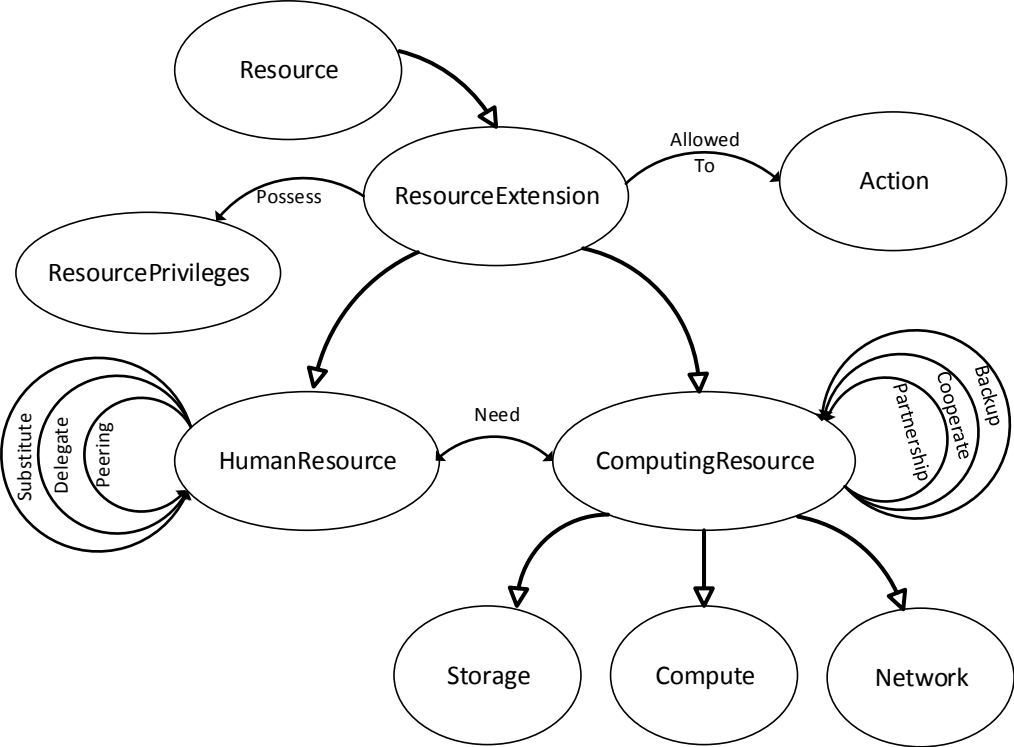 Resource
Allowed
To
Action
ResourceExtension
Possess
ResourcePrivileges
Substitute
Delegate
Peering
HumanResource
Need
ComputingResource
Partnership
Cooperate
Backup
Storage
Compute
Network